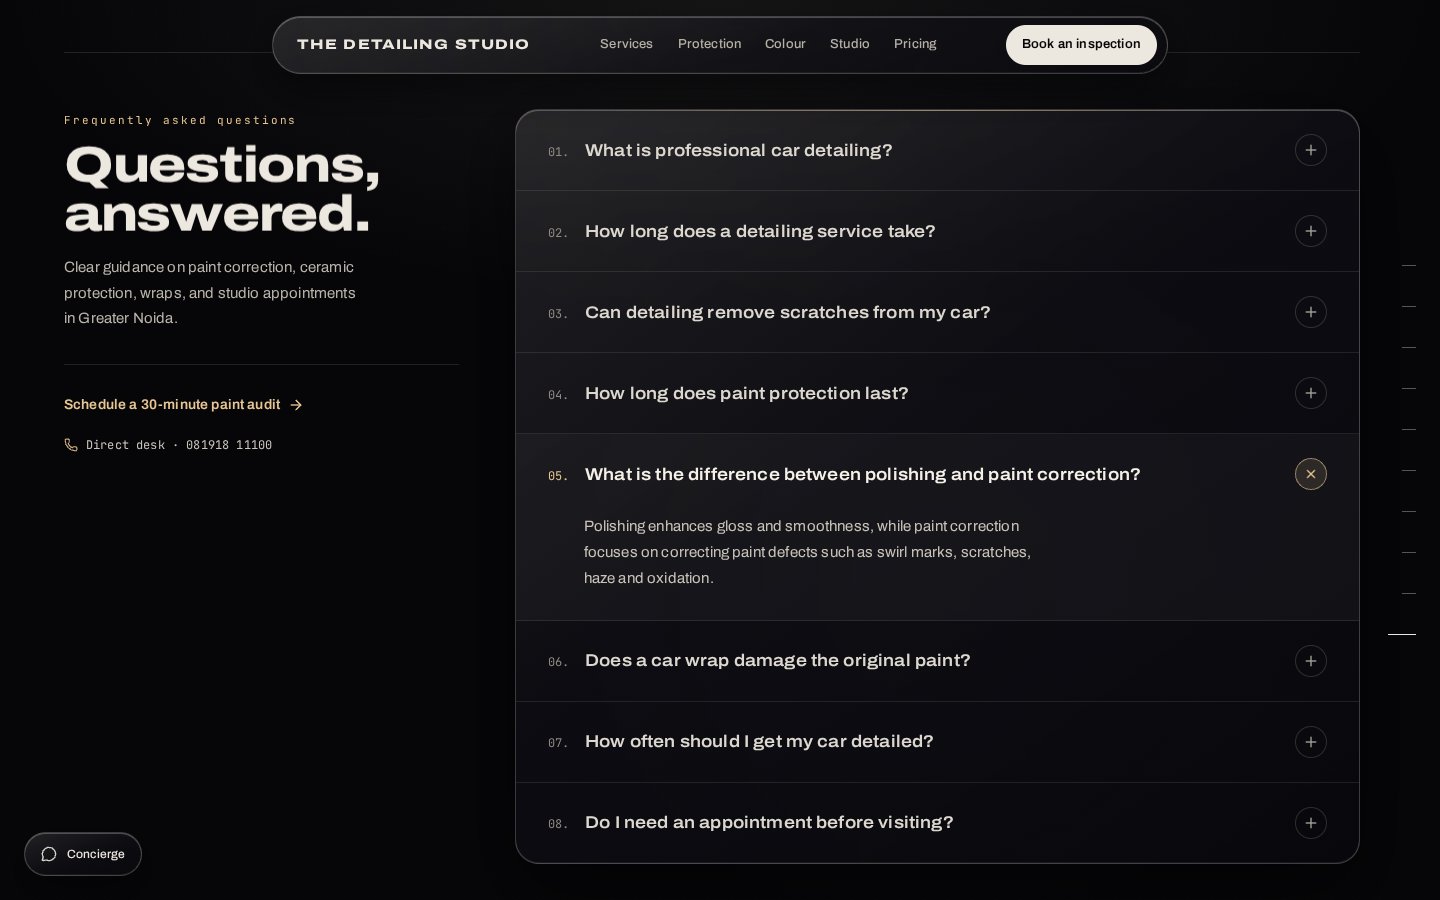 THE DETAILING STUDIO
Services
Protection
Colour
Studio
Pricing
Book an inspection
Frequently asked questions
Questions,
answered.
Clear guidance on paint correction, ceramic
protection, wraps, and studio appointments
in Greater Noida.
Schedule a 30-minute paint audit →
Direct desk · 081918 11100
01. What is professional car detailing?
02. How long does a detailing service take?
03. Can detailing remove scratches from my car?
04. How long does paint protection last?
05. What is the difference between polishing and paint correction?
Polishing enhances gloss and smoothness, while paint correction
focuses on correcting paint defects such as swirl marks, scratches,
haze and oxidation.
06. Does a car wrap damage the original paint?
07. How often should I get my car detailed?
08. Do I need an appointment before visiting?
Concierge